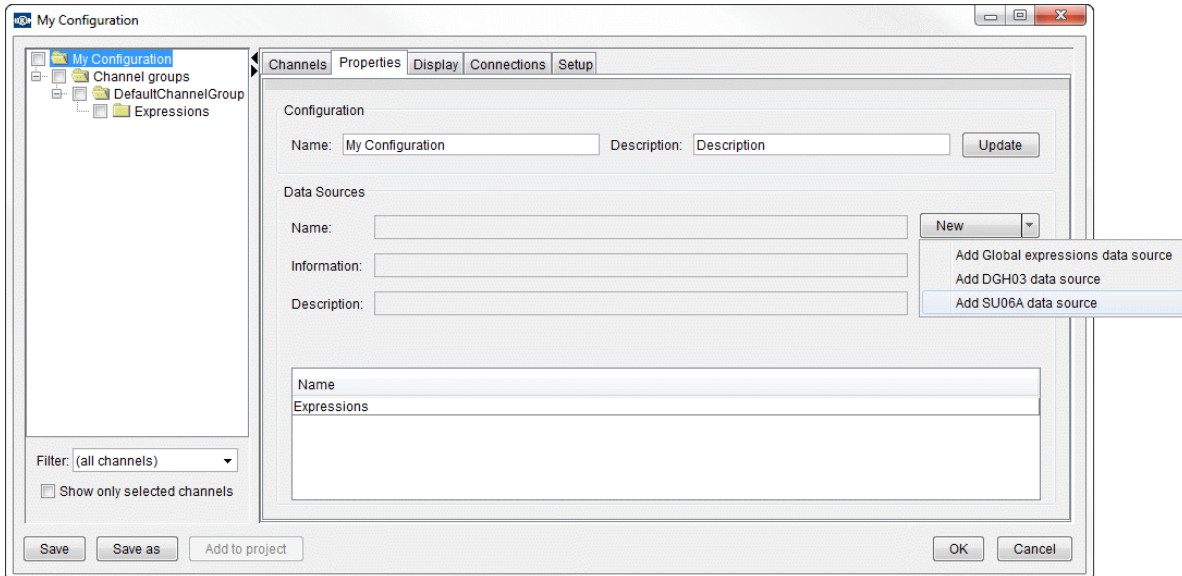 My Configuration
My Configuration
Channel groups
DefaultChannelGroup
Expressions
Filter: (all channels)
Show only selected channels
Channels Properties Display Connections Setup
Configuration
Name: My Configuration Description: Description Update
Data Sources
Name: New
Add Global expressions data source
Information:
Add DGH03 data source
Description:
Add SU06A data source
Name
Expressions
Save Save as Add to project OK Cancel